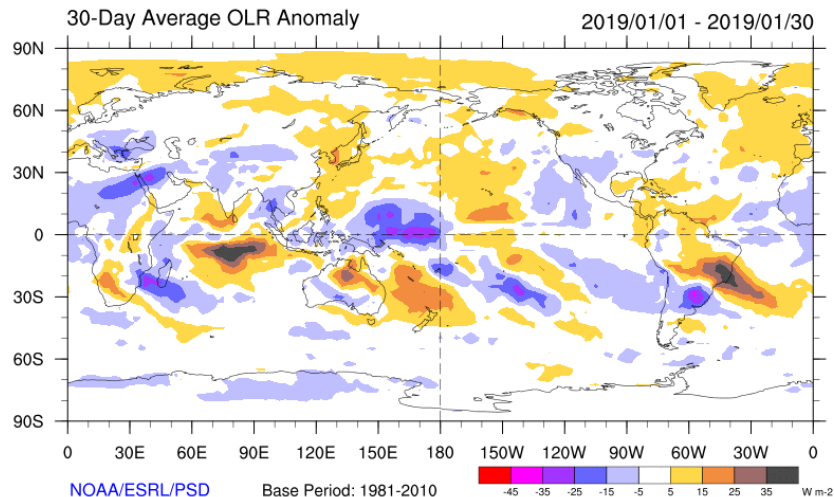 30-Day Average OLR Anomaly 2019/01/01 - 2019/01/30
90N
60N
30N
0
30S
60S
90S
0 30E 60E 90E 120E 150E 180 150W 120W 90W 60W 30W 0
NOAA/ESRL/PSD Base Period: 1981-2010
-45 -35 -25 -15 -5 5 15 25 35 W m-2